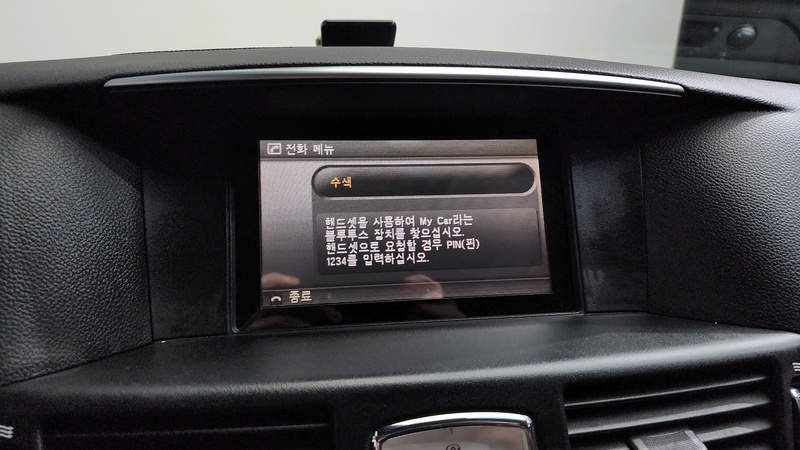 전화 메뉴
수색
핸드셋을 사용하여 My Car라는
블루투스 장치를 찾으십시오.
핸드셋으로 요청할 경우 PIN(핀)
1234를 입력하십시오.
종료